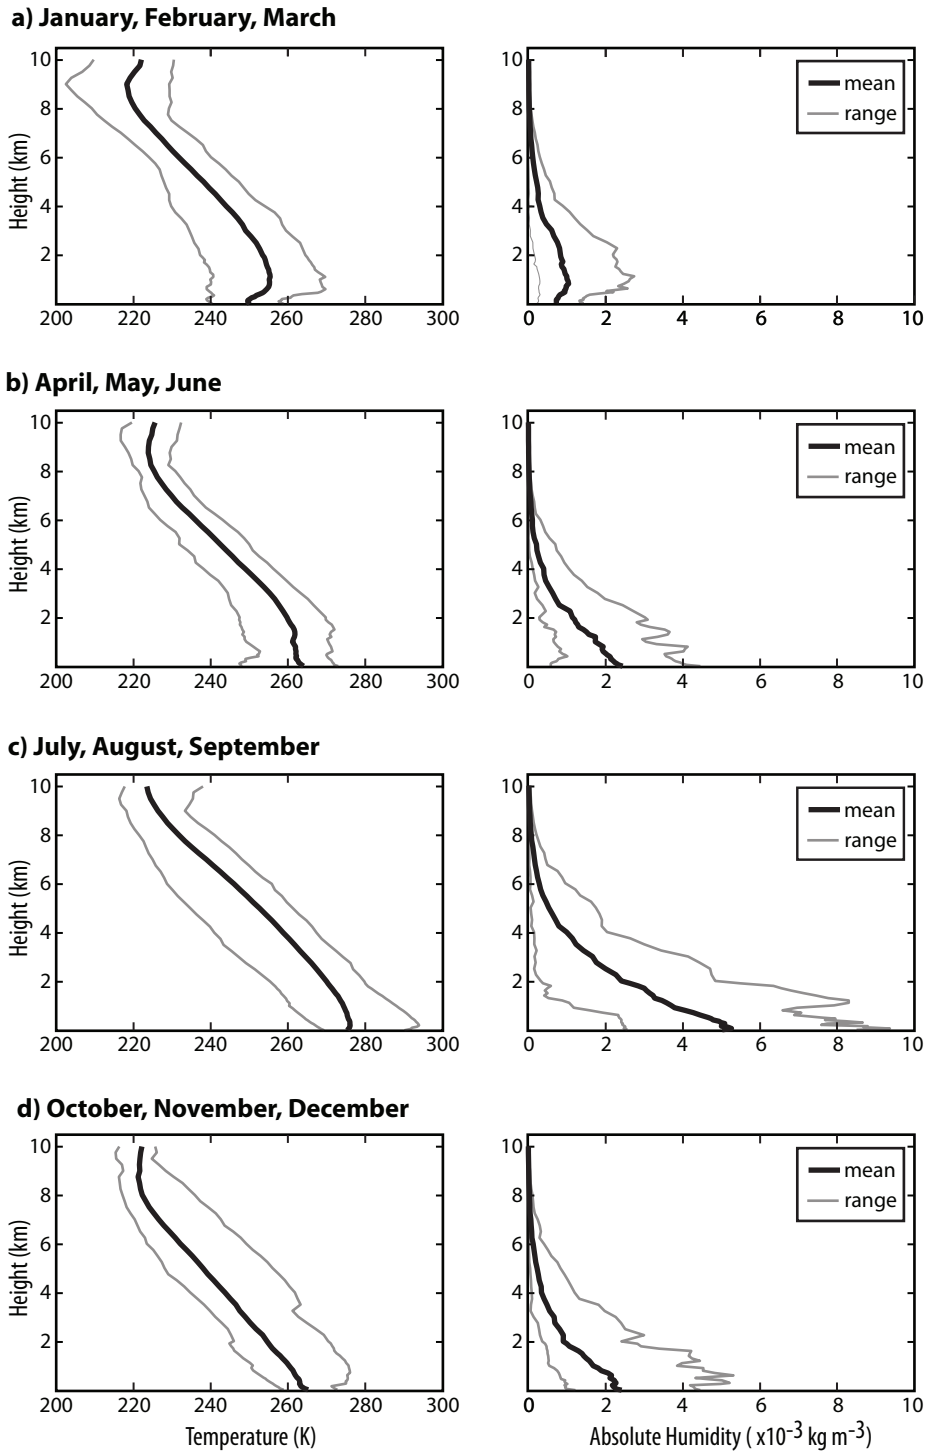 a) January, February, March
10
8
6
4
2
Height (km)
200 220 240 260 280 300
10
8
6
4
2
0 2 4 6 8 10
mean
range
b) April, May, June
10
8
6
4
2
Height (km)
200 220 240 260 280 300
10
8
6
4
2
0 2 4 6 8 10
mean
range
c) July, August, September
10
8
6
4
2
Height (km)
200 220 240 260 280 300
10
8
6
4
2
0 2 4 6 8 10
mean
range
d) October, November, December
10
8
6
4
2
Height (km)
200 220 240 260 280 300
Temperature (K)
10
8
6
4
2
0 2 4 6 8 10
mean
range
Absolute Humidity ( x10⁻³ kg m⁻³)